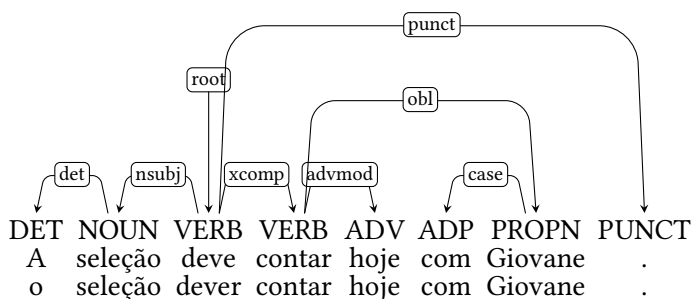 punct
root
obl
det nsubj xcomp advmod case
DET NOUN VERB VERB ADV ADP PROPN PUNCT
A seleção deve contar hoje com Giovane .
o seleção dever contar hoje com Giovane .